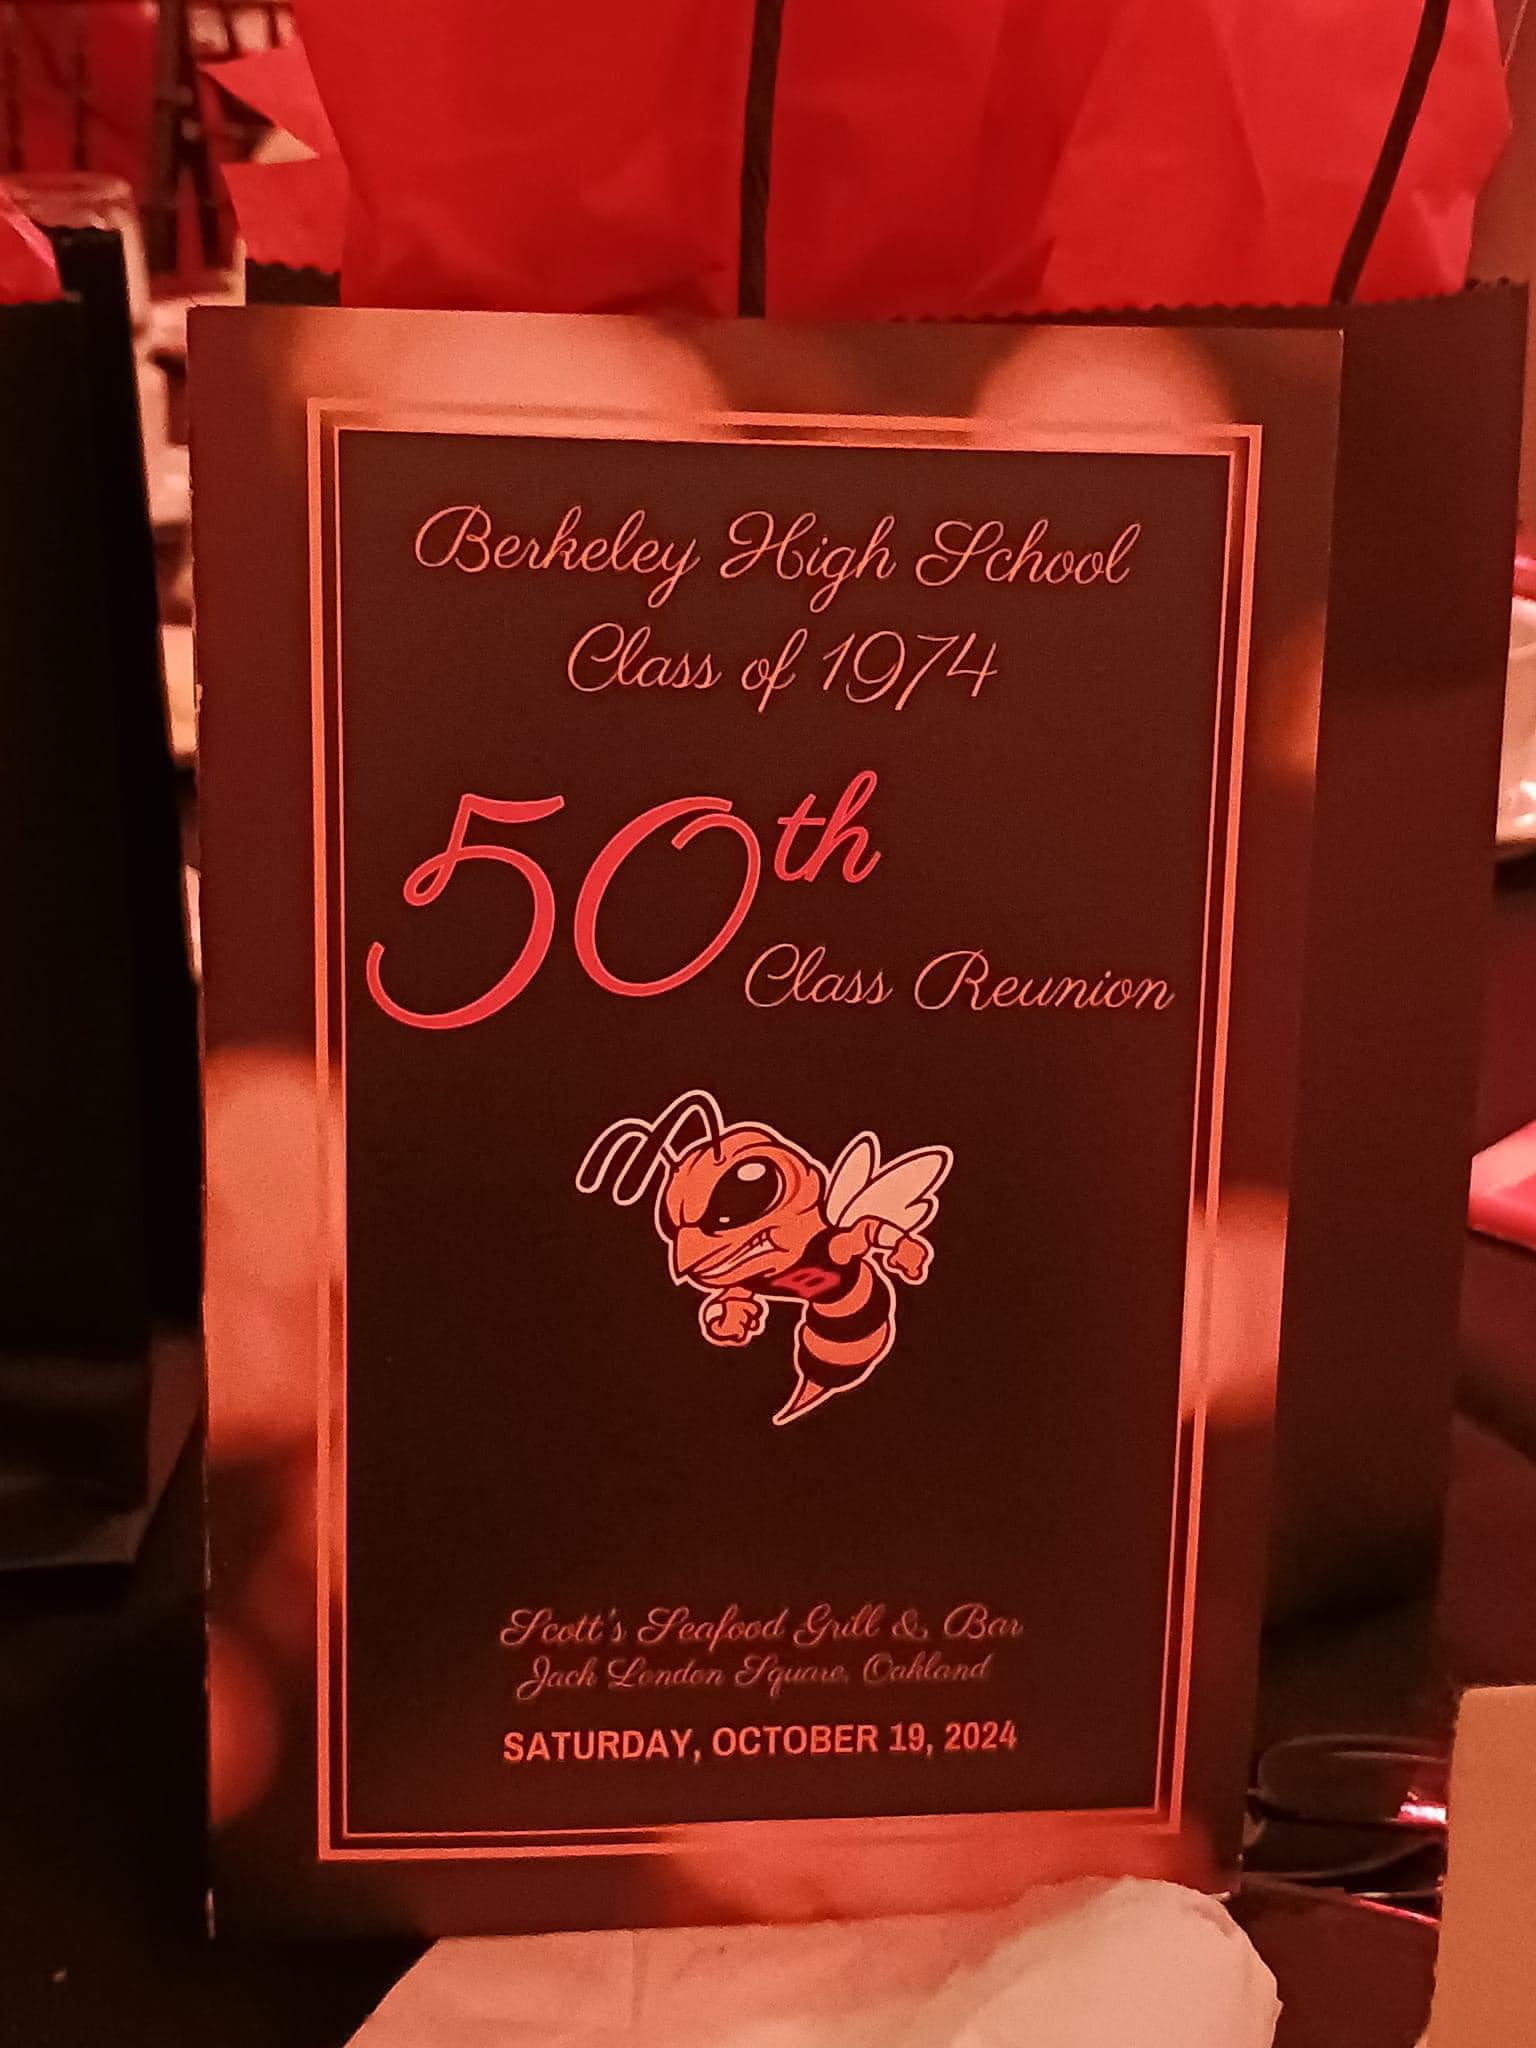 Berkeley High School
Class of 1974
50th
Class Reunion
B
Scott's Seafood Grill & Bar
Jack London Square, Oakland
SATURDAY, OCTOBER 19, 2024